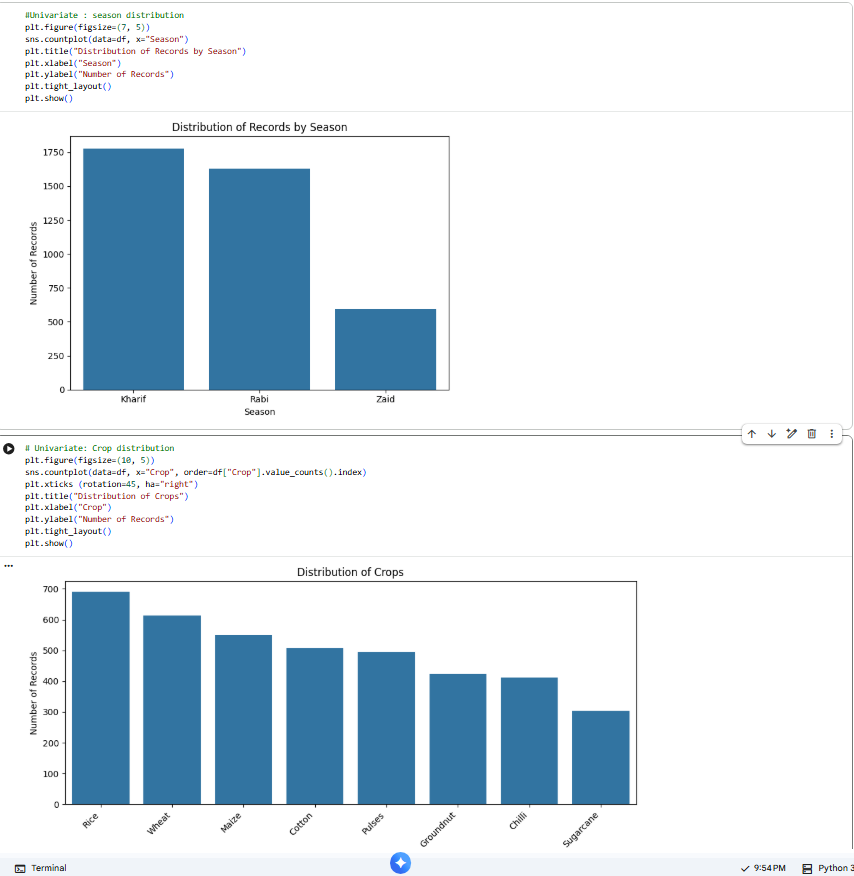 #Univariate : season distribution
plt.figure(figsize=(7, 5))
sns.countplot(data=df, x="Season")
plt.title("Distribution of Records by Season")
plt.xlabel("Season")
plt.ylabel("Number of Records")
plt.tight_layout()
plt.show()
Distribution of Records by Season
Number of Records
1750
1500
1250
1000
750
500
250
0
Kharif Rabi Zaid
Season
# Univariate: Crop distribution
plt.figure(figsize=(10, 5))
sns.countplot(data=df, x="Crop", order=df["Crop"].value_counts().index)
plt.xticks (rotation=45, ha="right")
plt.title("Distribution of Crops")
plt.xlabel("Crop")
plt.ylabel("Number of Records")
plt.tight_layout()
plt.show()
Distribution of Crops
Number of Records
700
600
500
400
300
200
100
0
Rice Wheat Maize Cotton Pulses Groundnut Chilli Sugarcane
Terminal
9:54 PM Python 3